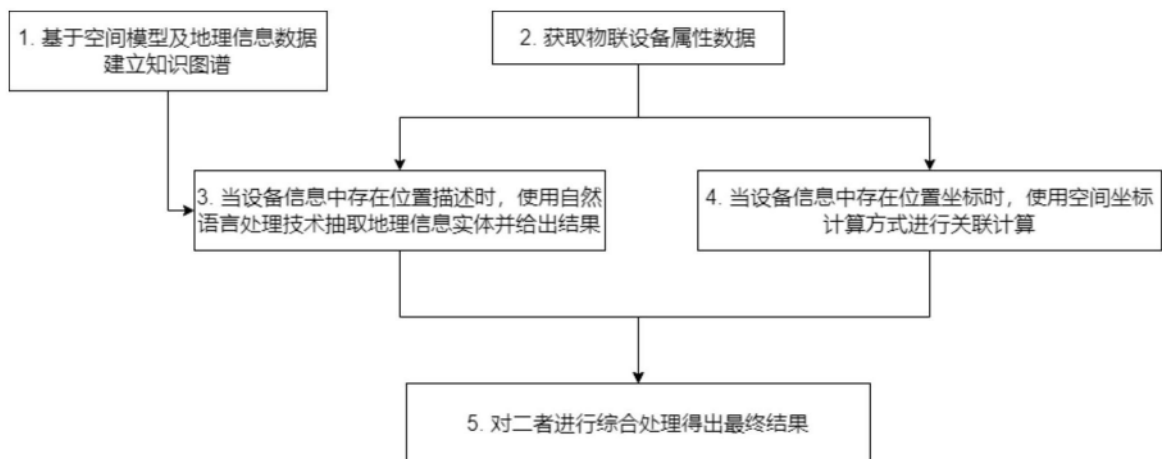 1. 基于空间模型及地理信息数据
建立知识图谱
2. 获取物联设备属性数据
3. 当设备信息中存在位置描述时，使用自然
语言处理技术抽取地理信息实体并给出结果
4. 当设备信息中存在位置坐标时，使用空间坐标
计算方式进行关联计算
5. 对二者进行综合处理得出最终结果